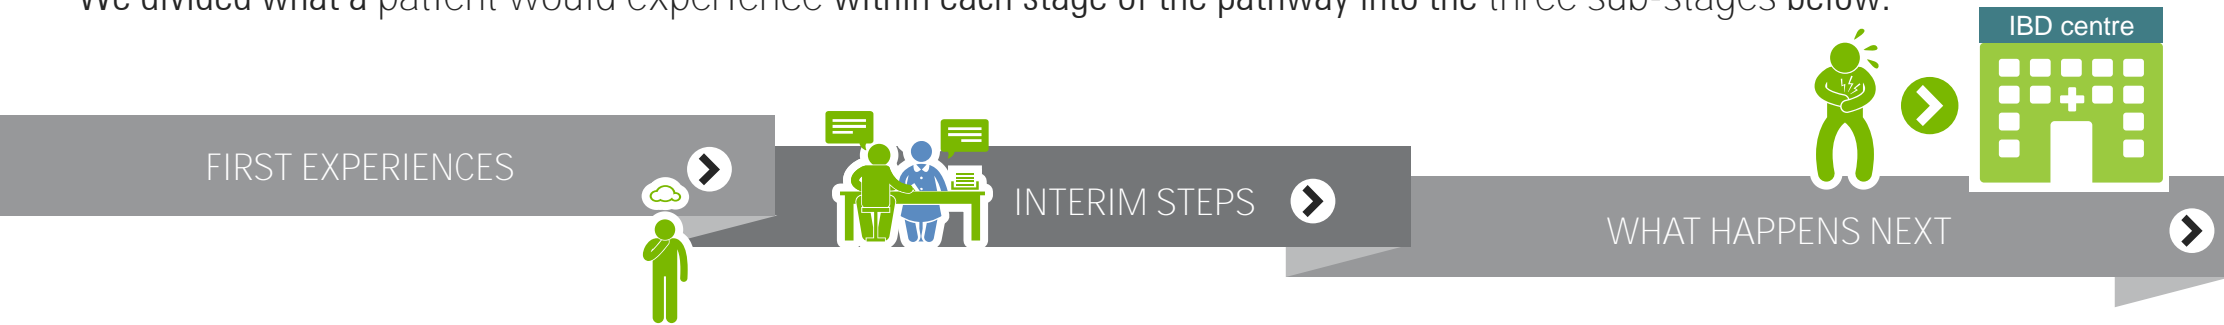 We divided what a patient would experience within each stage of the pathway into the three sub-stages below.
IBD centre
FIRST EXPERIENCES
INTERIM STEPS
WHAT HAPPENS NEXT